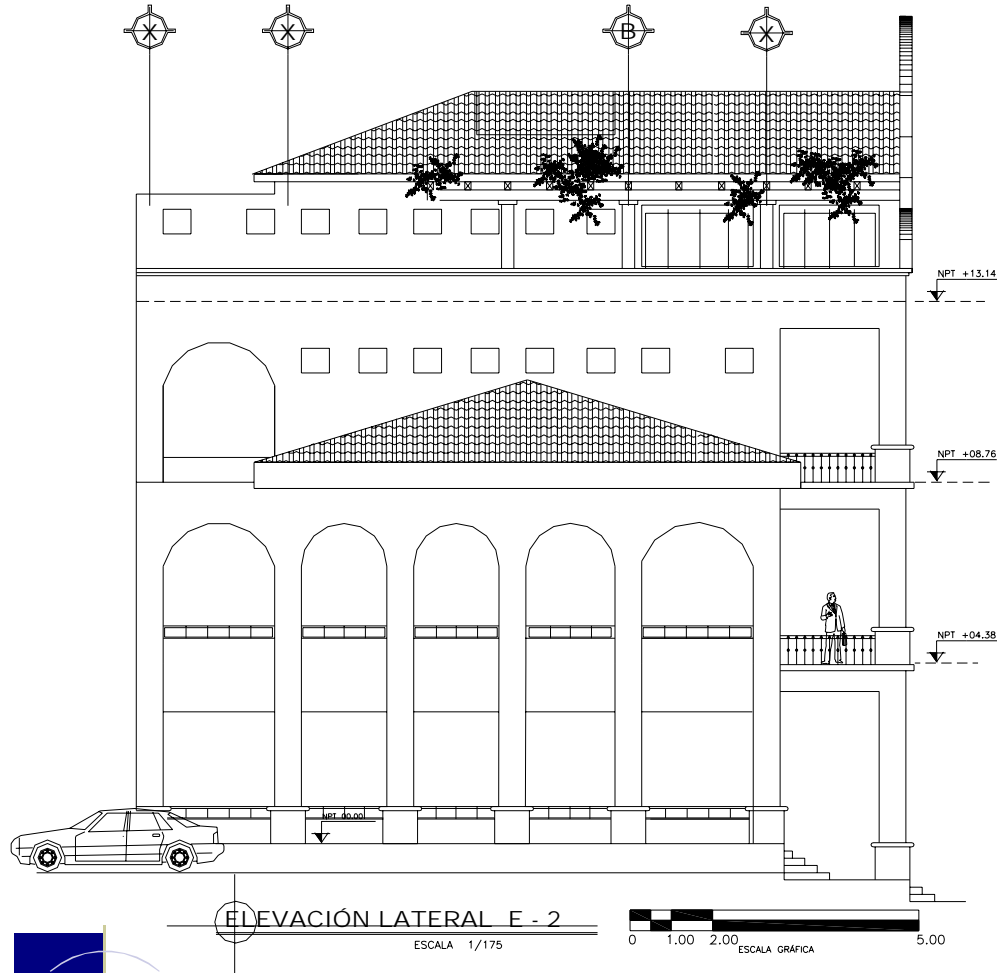 X X B X
NPT +13.14
NPT +08.76
NPT +04.38
NPT 00.00
ELEVACIÓN LATERAL E - 2
ESCALA 1/175
0 1.00 2.00 5.00
ESCALA GRÁFICA